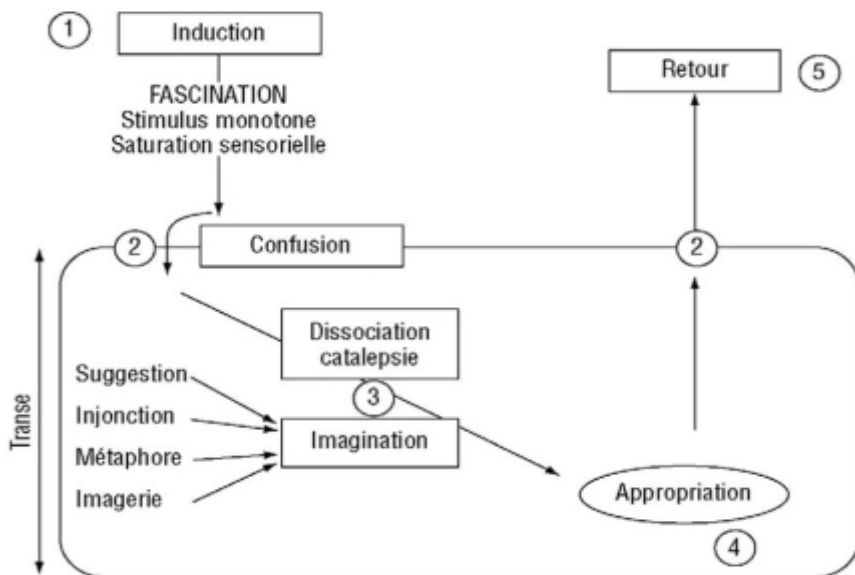 1
Induction
FASCINATION
Stimulus monotone
Saturation sensorielle
Retour
5
2
Confusion
2
Transe
Dissociation
catalepsie
3
Imagination
Suggestion
Injonction
Métaphore
Imagerie
Appropriation
4